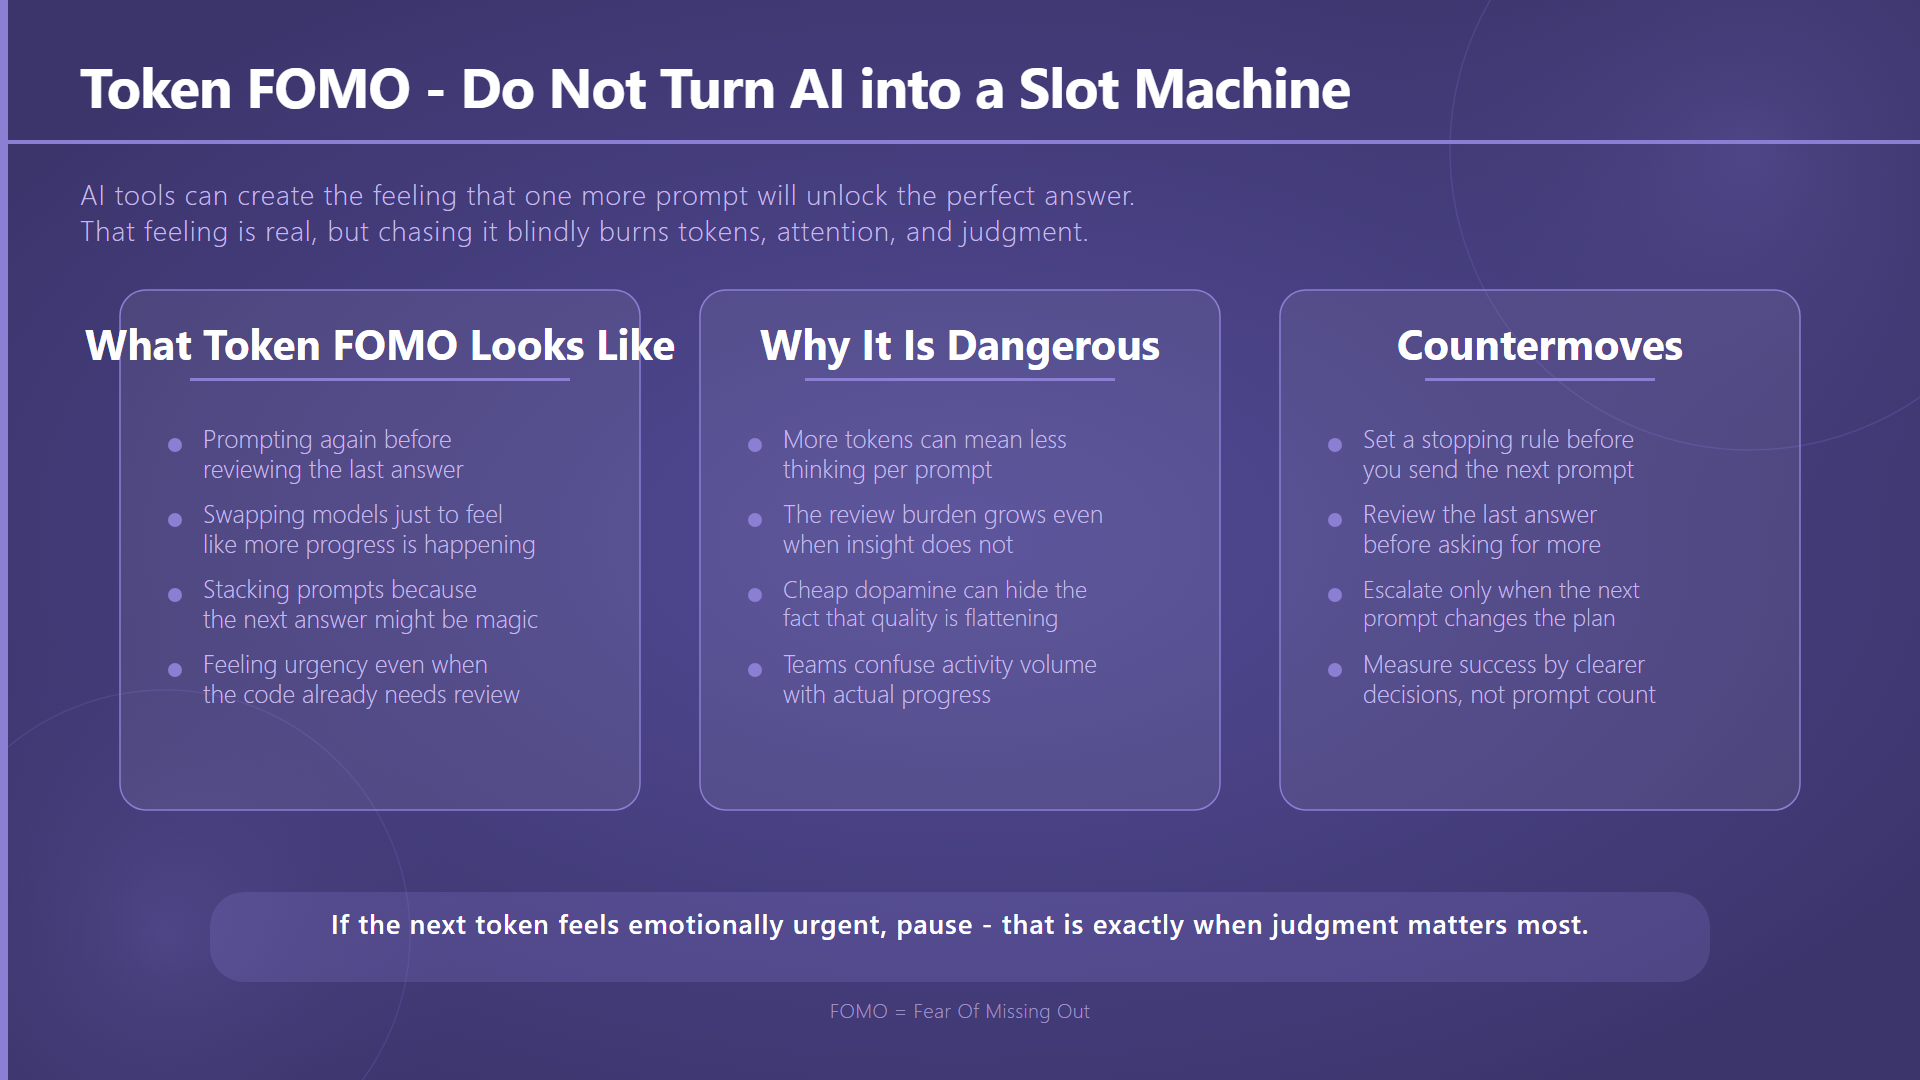 Token FOMO - Do Not Turn AI into a Slot Machine
AI tools can create the feeling that one more prompt will unlock the perfect answer.
That feeling is real, but chasing it blindly burns tokens, attention, and judgment.
What Token FOMO Looks Like
Prompting again before
reviewing the last answer
Swapping models just to feel
like more progress is happening
Stacking prompts because
the next answer might be magic
Feeling urgency even when
the code already needs review
Why It Is Dangerous
More tokens can mean less
thinking per prompt
The review burden grows even
when insight does not
Cheap dopamine can hide the
fact that quality is flattening
Teams confuse activity volume
with actual progress
Countermoves
Set a stopping rule before
you send the next prompt
Review the last answer
before asking for more
Escalate only when the next
prompt changes the plan
Measure success by clearer
decisions, not prompt count
If the next token feels emotionally urgent, pause - that is exactly when judgment matters most.
FOMO = Fear Of Missing Out